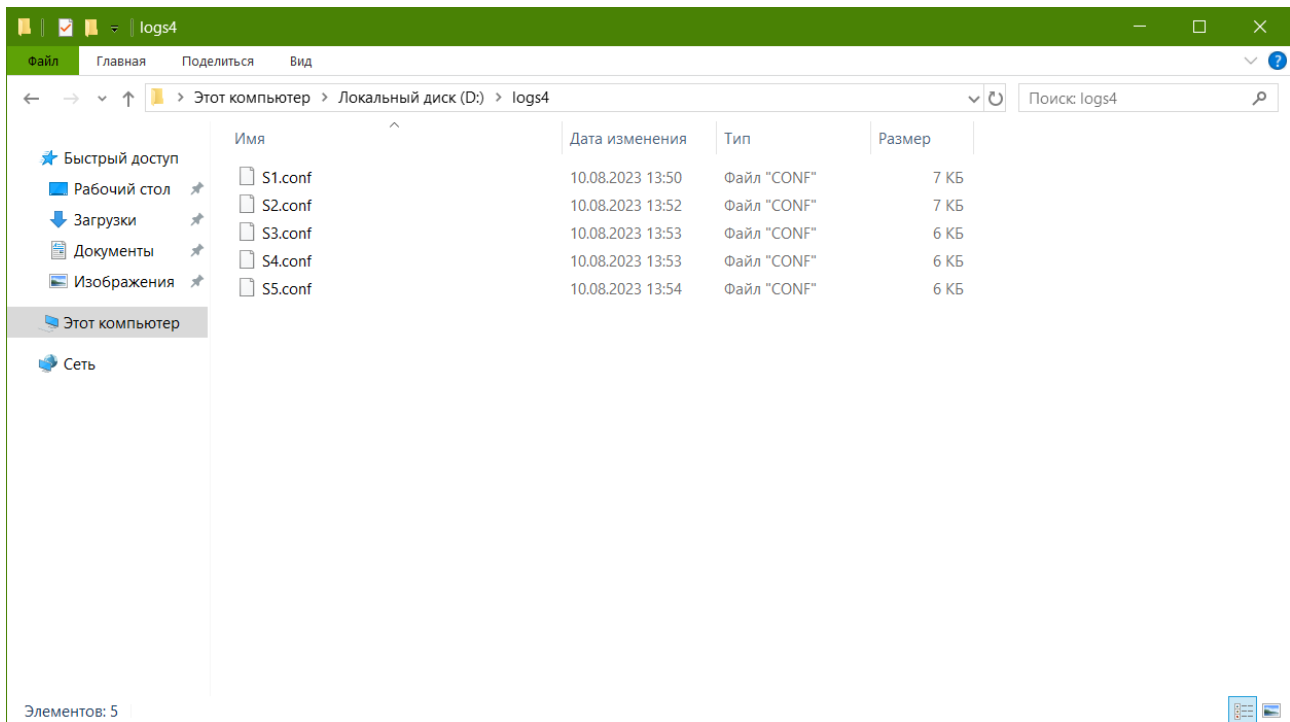 logs4
Файл Главная Поделиться Вид
Этот компьютер > Локальный диск (D:) > logs4
Поиск: logs4
Имя Дата изменения Тип Размер
Быстрый доступ
Рабочий стол
Загрузки
Документы
Изображения
Этот компьютер
Сеть
S1.conf 10.08.2023 13:50 Файл "CONF" 7 КБ
S2.conf 10.08.2023 13:52 Файл "CONF" 7 КБ
S3.conf 10.08.2023 13:53 Файл "CONF" 6 КБ
S4.conf 10.08.2023 13:53 Файл "CONF" 6 КБ
S5.conf 10.08.2023 13:54 Файл "CONF" 6 КБ
Элементов: 5